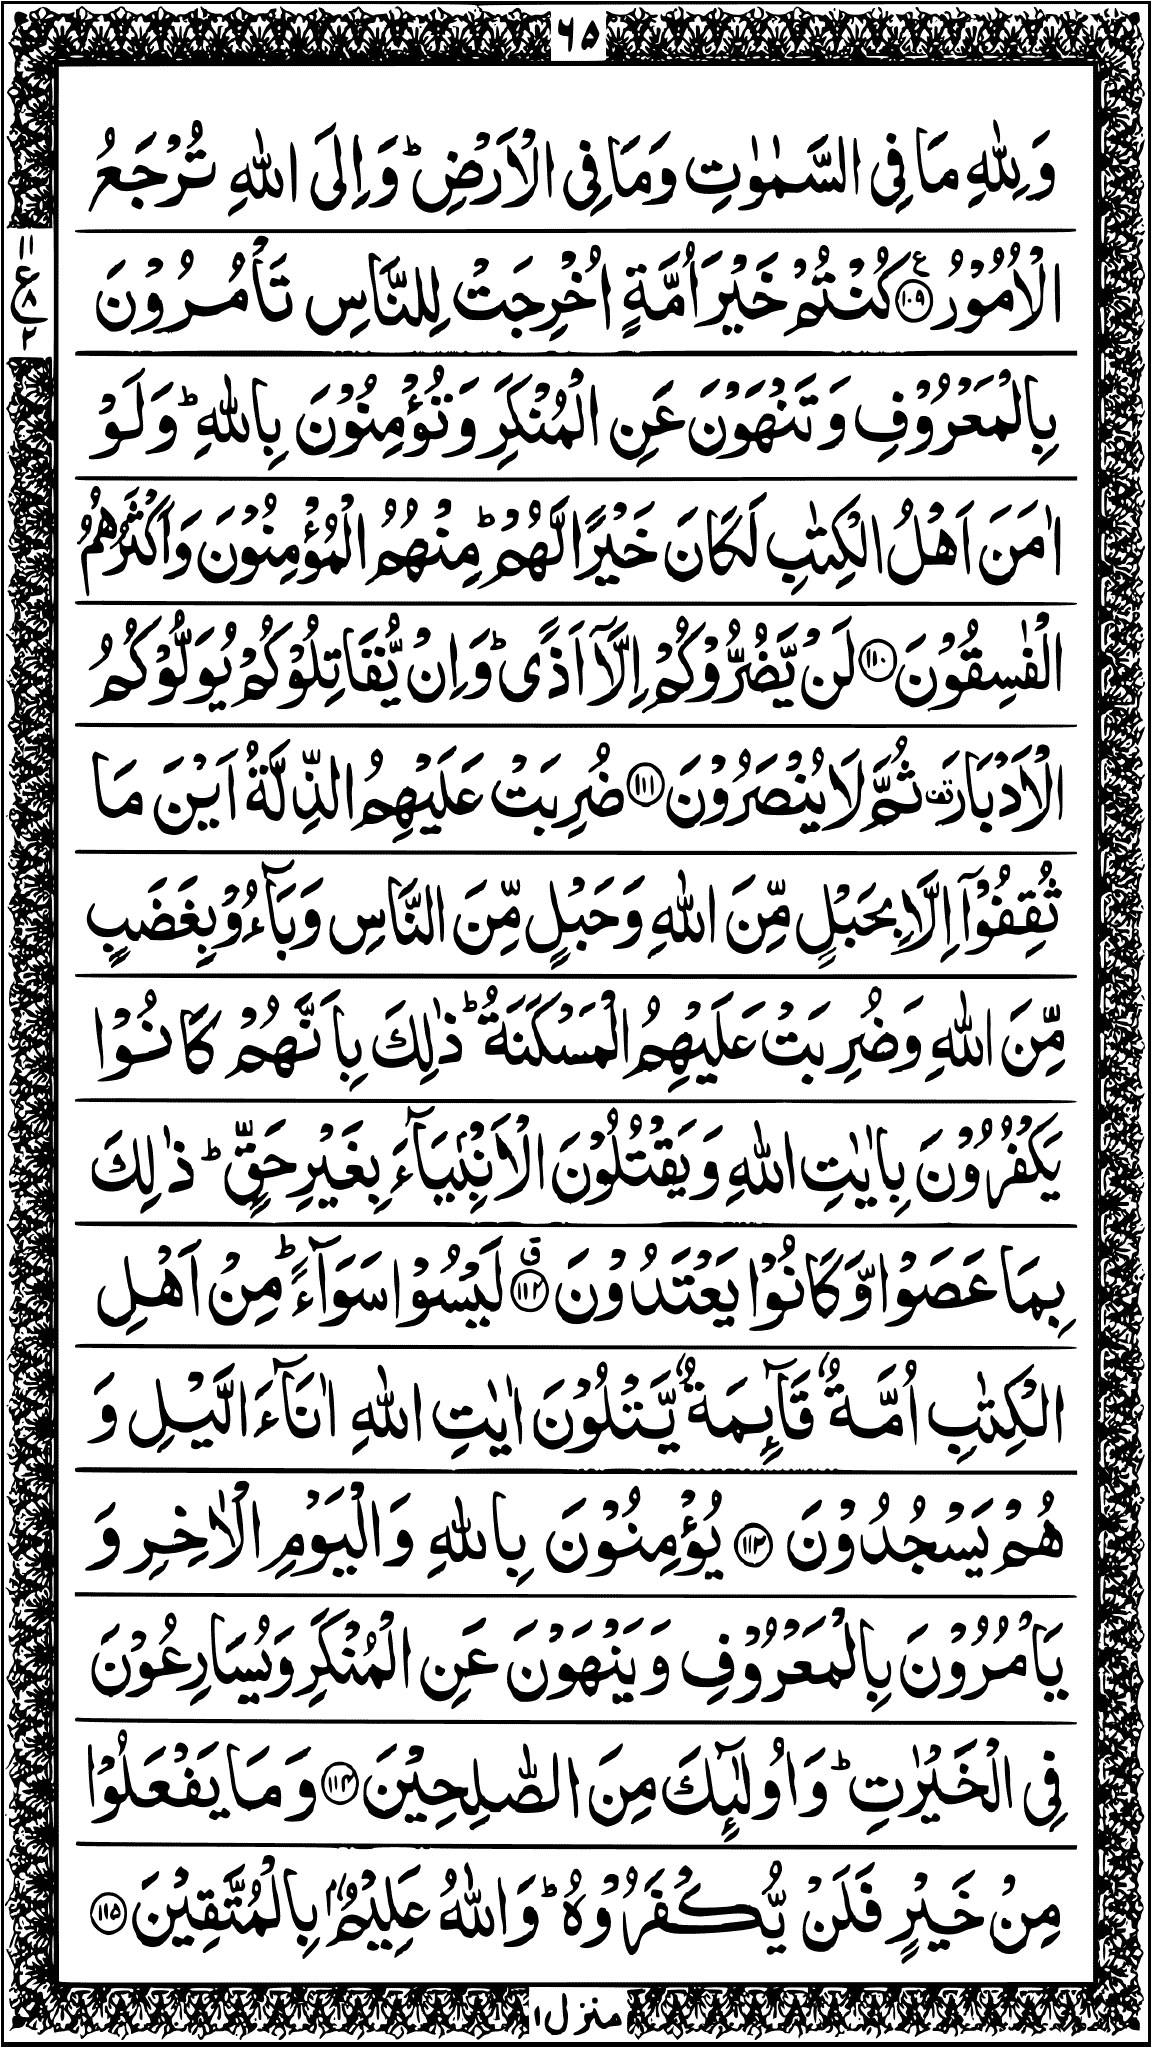 ۶۵
وَلِلّٰهِ مَا فِی السَّمٰوٰتِ وَمَا فِی الْاَرْضِ ؕ وَاِلَی اللّٰهِ تُرْجَعُ
۱۱
ع
۸
۲
الْاُمُوْرُ ع ۱۰۹ كُنْتُمْ خَيْرَ اُمَّةٍ اُخْرِجَتْ لِلنَّاسِ تَاْمُرُوْنَ
بِالْمَعْرُوْفِ وَتَنْهَوْنَ عَنِ الْمُنْكَرِ وَتُؤْمِنُوْنَ بِاللّٰهِ ؕ وَلَوْ
اٰمَنَ اَهْلُ الْكِتٰبِ لَكَانَ خَيْرًا لَّهُمْ ؕ مِنْهُمُ الْمُؤْمِنُوْنَ وَاَكْثَرُهُمُ
الْفٰسِقُوْنَ ۱۱۰ لَنْ يَّضُرُّوْكُمْ اِلَّاۤ اَذًی ؕ وَاِنْ يُّقَاتِلُوْكُمْ يُوَلُّوْكُمُ
الْاَدْبَارَ قف ثُمَّ لَا يُنْصَرُوْنَ ۱۱۱ ضُرِبَتْ عَلَيْهِمُ الذِّلَّةُ اَيْنَ مَا
ثُقِفُوْۤا اِلَّا بِحَبْلٍ مِّنَ اللّٰهِ وَحَبْلٍ مِّنَ النَّاسِ وَبَآءُوْ بِغَضَبٍ
مِّنَ اللّٰهِ وَضُرِبَتْ عَلَيْهِمُ الْمَسْكَنَةُ ؕ ذٰلِكَ بِاَنَّهُمْ كَانُوْا
يَكْفُرُوْنَ بِاٰيٰتِ اللّٰهِ وَيَقْتُلُوْنَ الْاَنْۢبِيَآءَ بِغَيْرِ حَقٍّ ؕ ذٰلِكَ
بِمَا عَصَوْا وَّكَانُوْا يَعْتَدُوْنَ ق ۱۱۲ لَيْسُوْا سَوَآءً ؕ مِنْ اَهْلِ
الْكِتٰبِ اُمَّةٌ قَآئِمَةٌ يَّتْلُوْنَ اٰيٰتِ اللّٰهِ اٰنَآءَ الَّيْلِ وَ
هُمْ يَسْجُدُوْنَ ۱۱۳ يُؤْمِنُوْنَ بِاللّٰهِ وَالْيَوْمِ الْاٰخِرِ وَ
يَاْمُرُوْنَ بِالْمَعْرُوْفِ وَيَنْهَوْنَ عَنِ الْمُنْكَرِ وَيُسَارِعُوْنَ
فِی الْخَيْرٰتِ ؕ وَاُولٰٓئِكَ مِنَ الصّٰلِحِيْنَ ۱۱۴ وَمَا يَفْعَلُوْا
مِنْ خَيْرٍ فَلَنْ يُّكْفَرُوْهُ ؕ وَاللّٰهُ عَلِيْمٌۢ بِالْمُتَّقِيْنَ ۱۱۵
منزل ۱